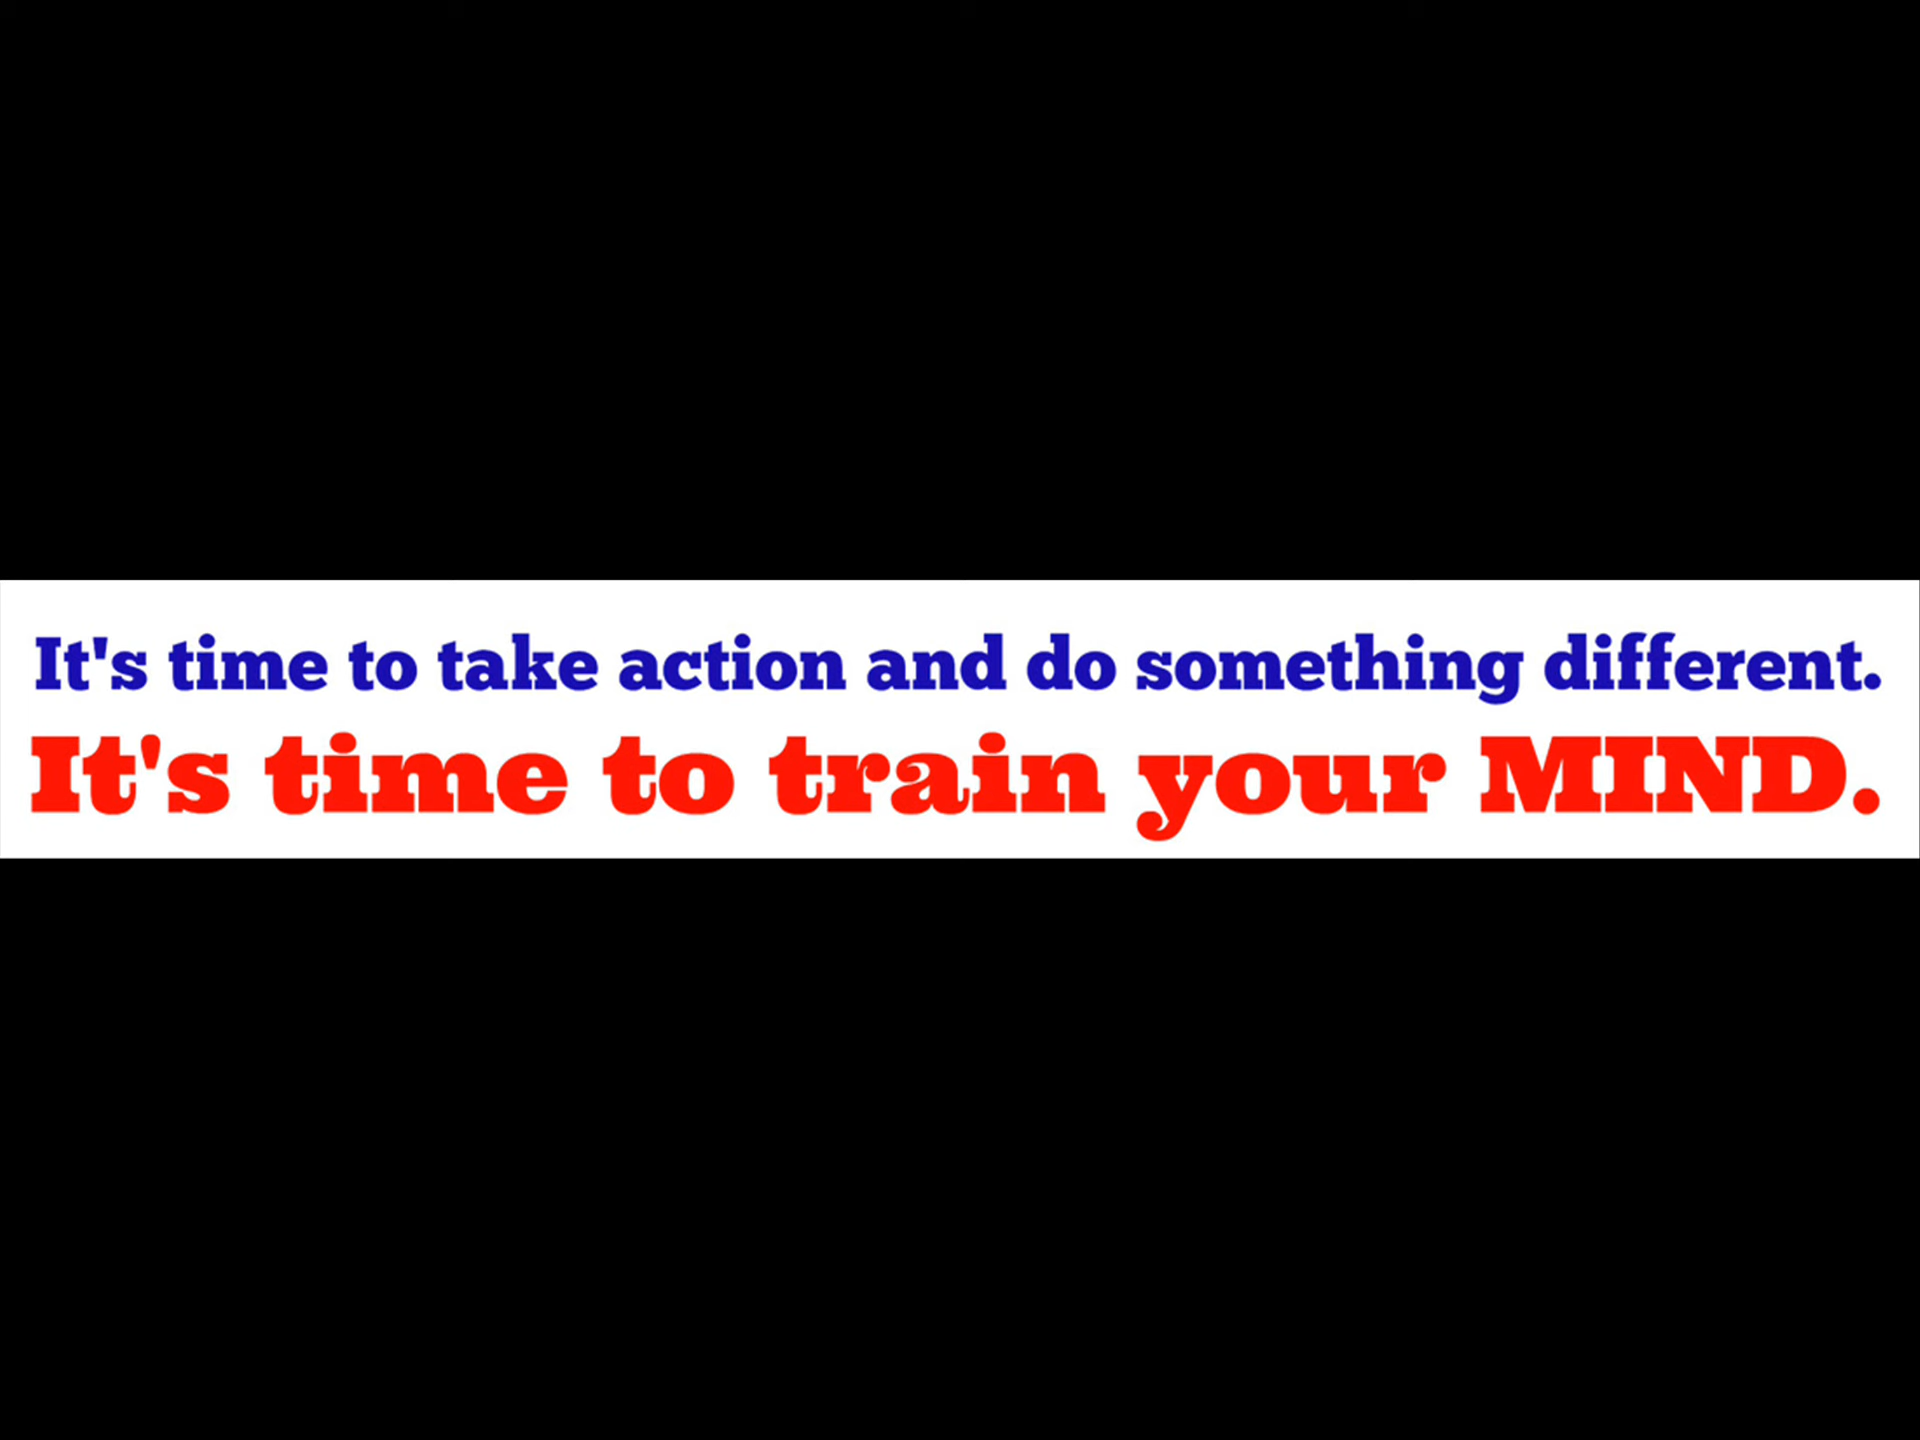 It's time to take action and do something different.
It's time to train your MIND.